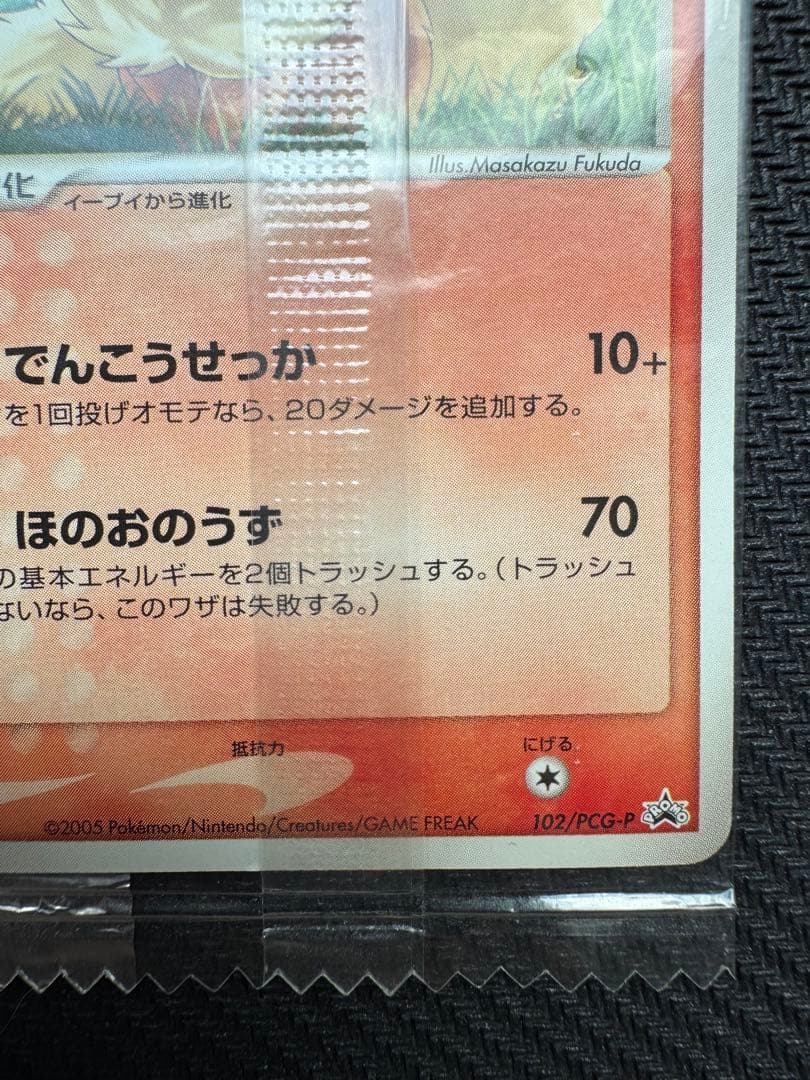 Illus.Masakazu Fukuda
化
イーブイから進化
でんこうせっか 10+
を1回投げオモテなら、20ダメージを追加する。
ほのおのうず 70
の基本エネルギーを2個トラッシュする。(トラッシュ
ないなら、このワザは失敗する。)
抵抗力 にげる
©2005 Pokémon/Nintendo/Creatures/GAME FREAK 102/PCG-P PROMO